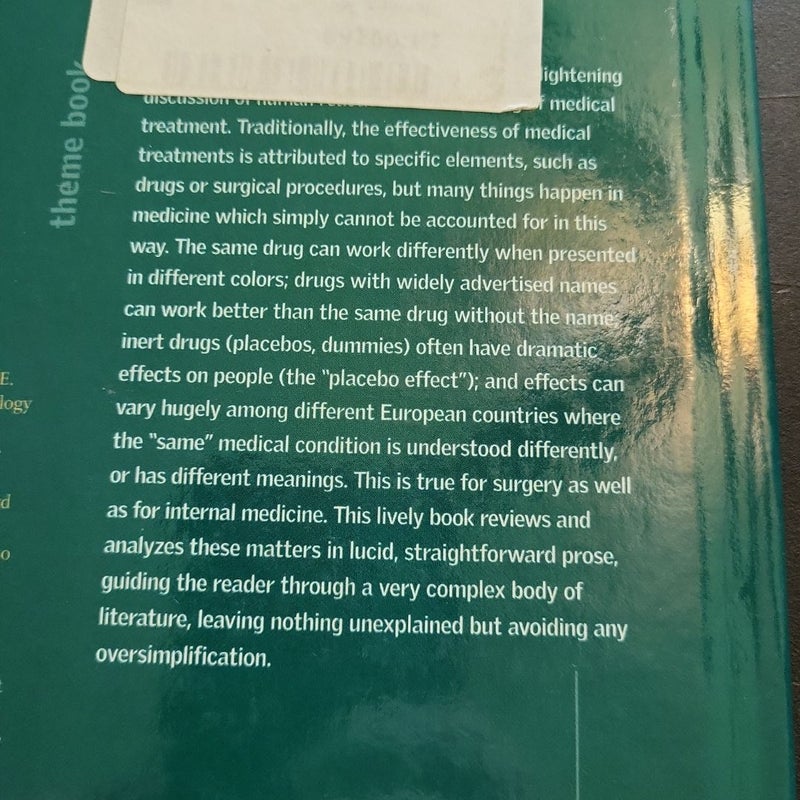 theme book
ightening
discussion of human
medical
treatment. Traditionally, the effectiveness of medical
treatments is attributed to specific elements, such as
drugs or surgical procedures, but many things happen in
medicine which simply cannot be accounted for in this
way. The same drug can work differently when presented
in different colors; drugs with widely advertised names
can work better than the same drug without the name;
inert drugs (placebos, dummies) often have dramatic
effects on people (the "placebo effect"); and effects can
vary hugely among different European countries where
the "same" medical condition is understood differently,
or has different meanings. This is true for surgery as well
as for internal medicine. This lively book reviews and
analyzes these matters in lucid, straightforward prose,
guiding the reader through a very complex body of
literature, leaving nothing unexplained but avoiding any
oversimplification.
E.
logy
d
o